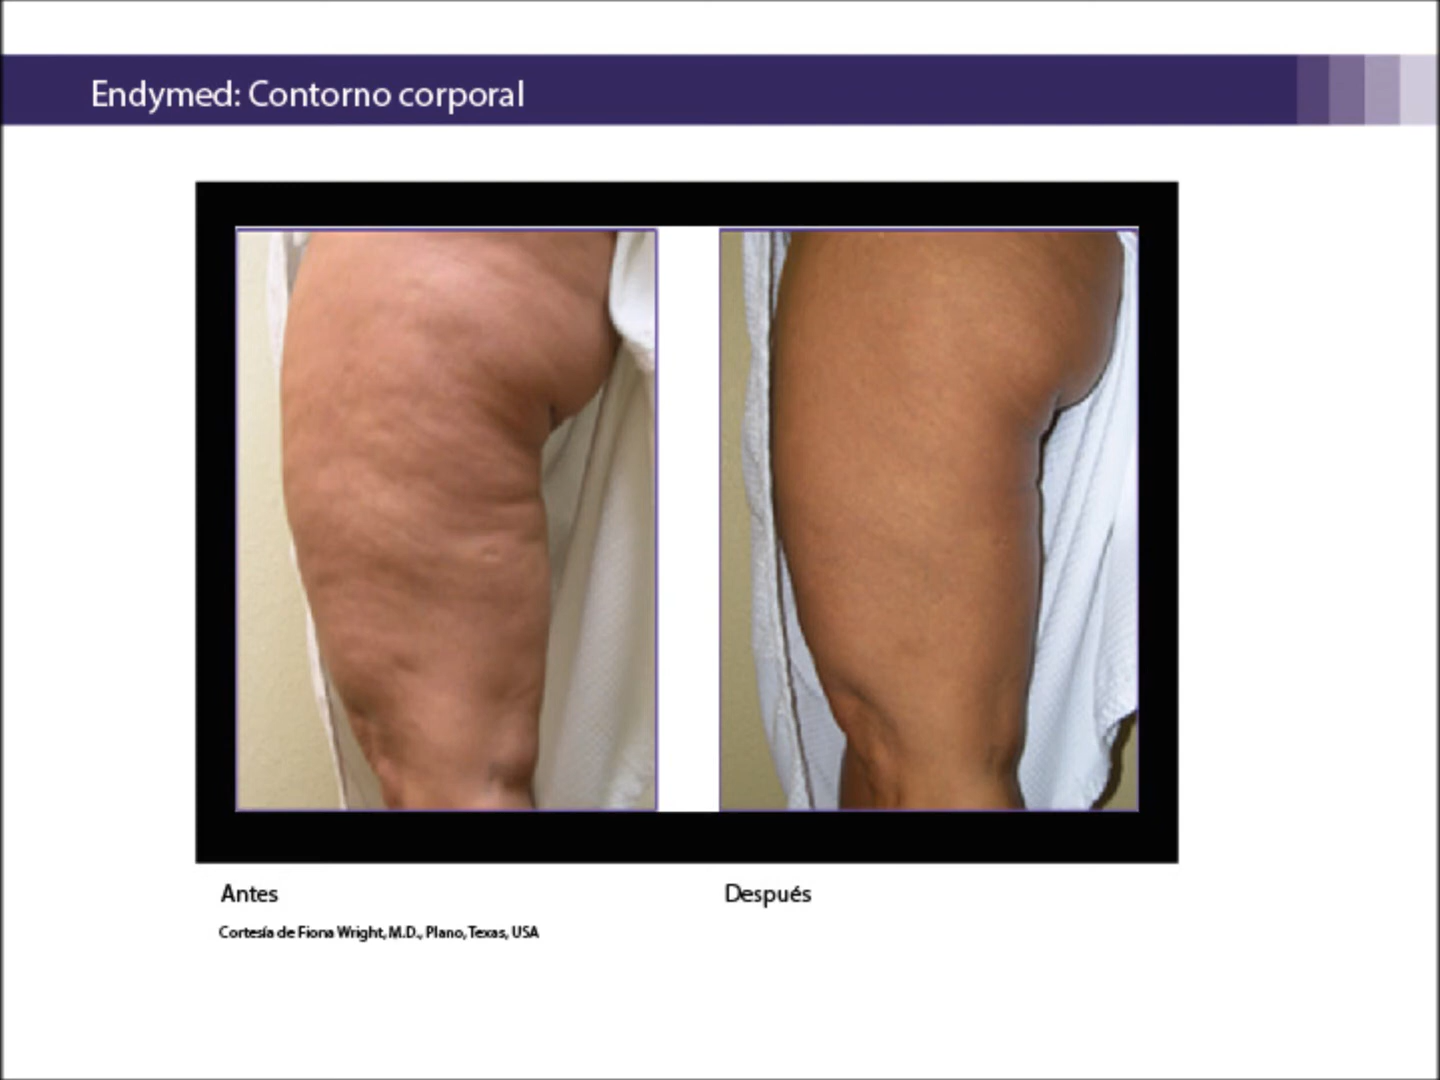 Endymed: Contorno corporal
Antes
Después
Cortesía de Fiona Wright, M.D., Plano, Texas, USA